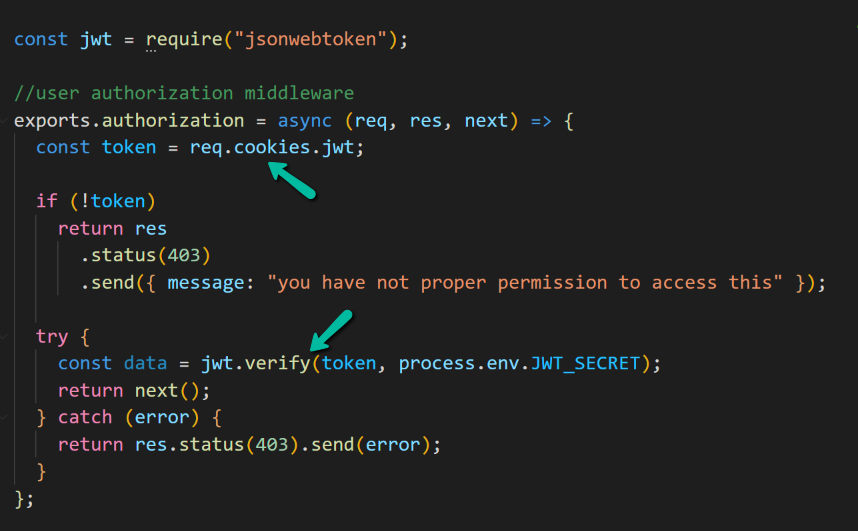 const jwt = require("jsonwebtoken");
//user authorization middleware
exports.authorization = async (req, res, next) => {
const token = req.cookies.jwt;
if (!token)
return res
.status(403)
.send({ message: "you have not proper permission to access this" });
try {
const data = jwt.verify(token, process.env.JWT_SECRET);
return next();
} catch (error) {
return res.status(403).send(error);
}
};